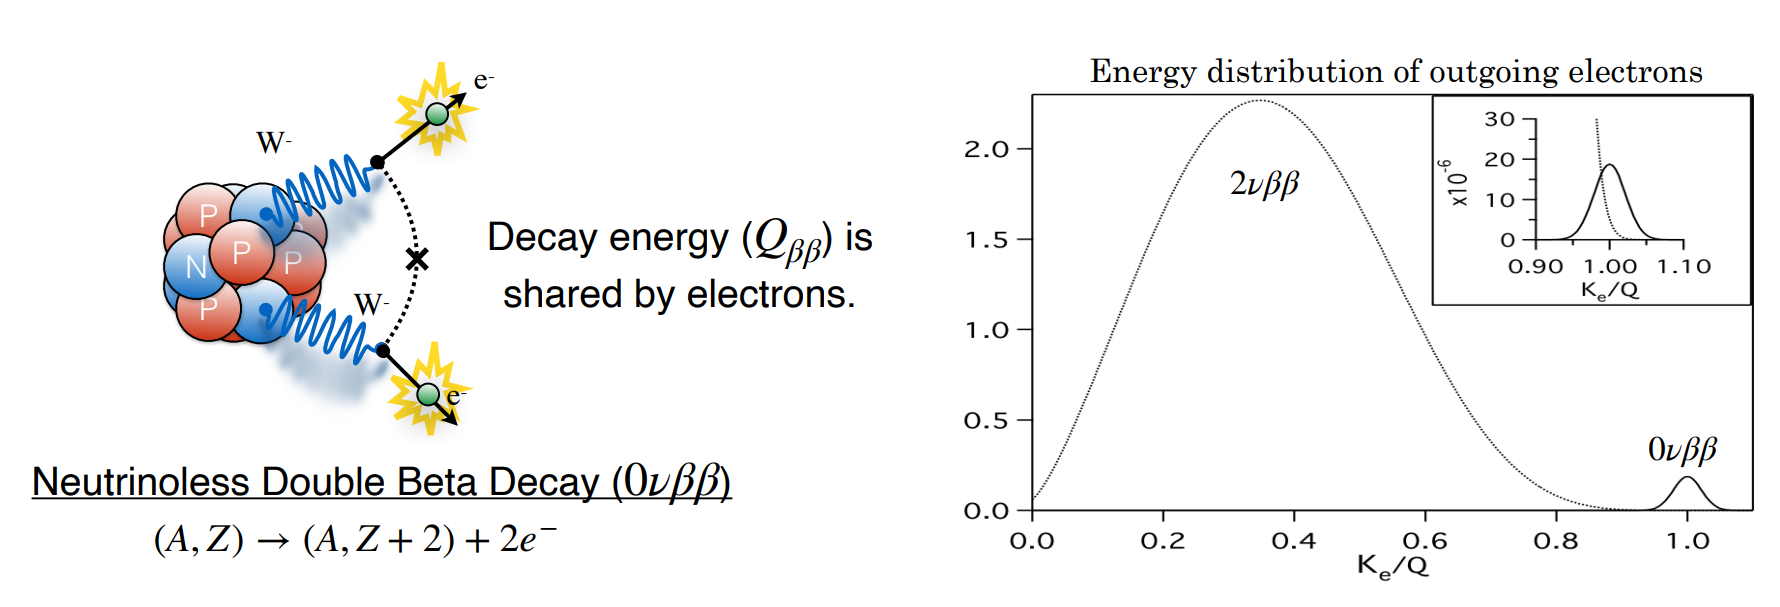 e-
W-
P
N
P
P
P
W-
e-
Decay energy (Qββ) is
shared by electrons.
Neutrinoless Double Beta Decay (0νββ)
(A, Z) → (A, Z + 2) + 2e−
Energy distribution of outgoing electrons
2.0
1.5
1.0
0.5
0.0
0.0 0.2 0.4 0.6 0.8 1.0
Ke/Q
2νββ
0νββ
x10-6
30
20
10
0
0.90 1.00 1.10
Ke/Q